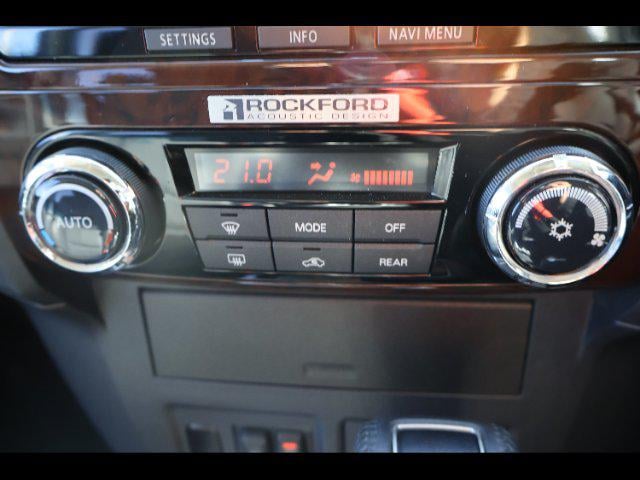 SETTINGS INFO NAVI MENU
ROCKFORD
ACOUSTIC DESIGN
21.0
AUTO
MODE OFF
REAR